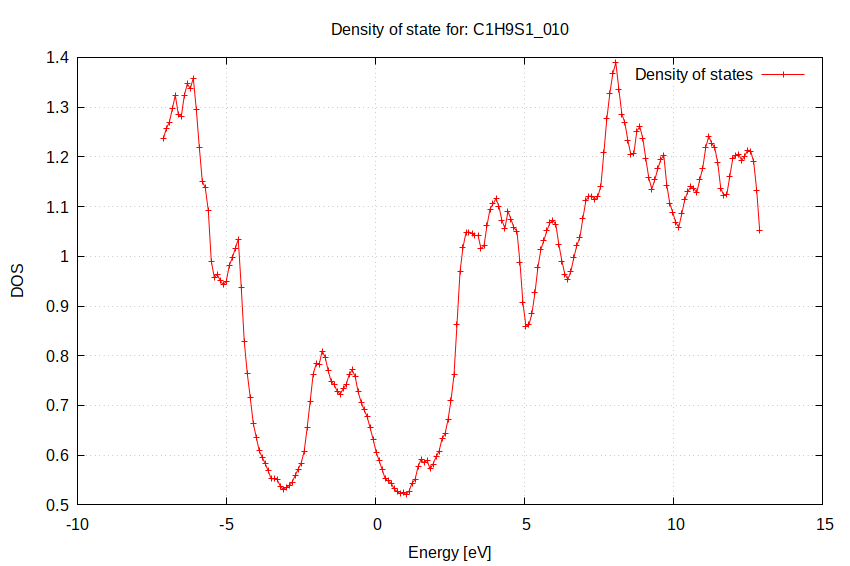 Density of state for: C1H9S1_010
Density of states
1.4
1.3
1.2
1.1
1
0.9
0.8
0.7
0.6
0.5
DOS
-10 -5 0 5 10 15
Energy [eV]